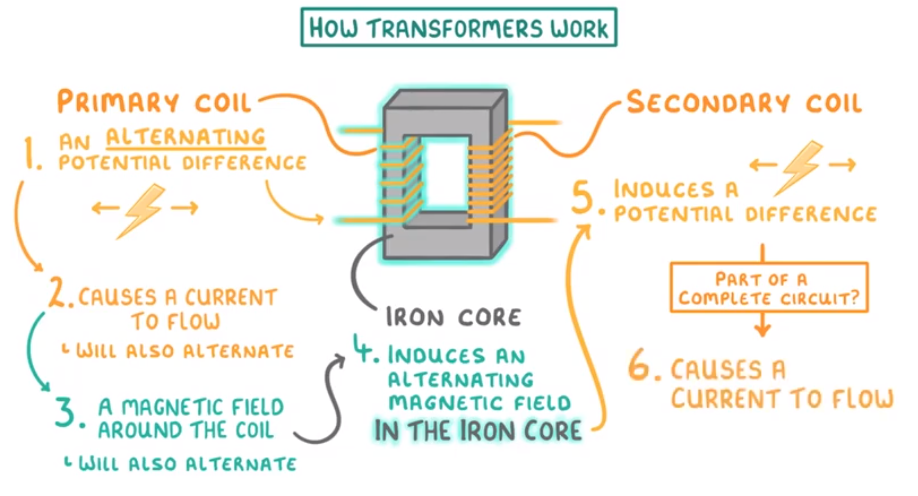 HOW TRANSFORMERS WORK
PRIMARY COIL
1. AN ALTERNATING
POTENTIAL DIFFERENCE
2. CAUSES A CURRENT
TO FLOW
↳ WILL ALSO ALTERNATE
3. A MAGNETIC FIELD
AROUND THE COIL
↳ WILL ALSO ALTERNATE
IRON CORE
4. INDUCES AN
ALTERNATING
MAGNETIC FIELD
IN THE IRON CORE
SECONDARY COIL
5. INDUCES A
POTENTIAL DIFFERENCE
PART OF A
COMPLETE CIRCUIT?
6. CAUSES A
CURRENT TO FLOW